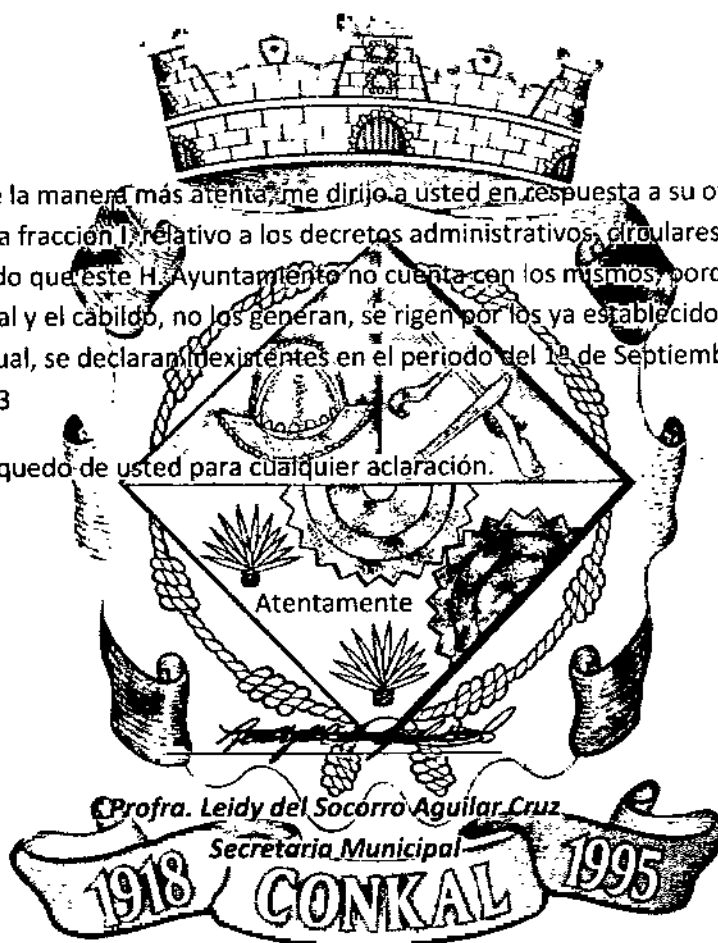 la manera más atenta, me dirijo a usted en respuesta a su
a fracción I, relativo a los decretos administrativos, circulares
do que este H. Ayuntamiento no cuenta con los mismos,
al y el cabildo, no los generan, se rigen por los ya establecido
ual, se declaran inexistentes en el periodo del 1º de Septiemb
3
quedo de usted para cualquier aclaración.
Atentamente
Profra. Leidy del Socorro Aguilar Cruz
Secretaria Municipal
1918 CONKAL 1995